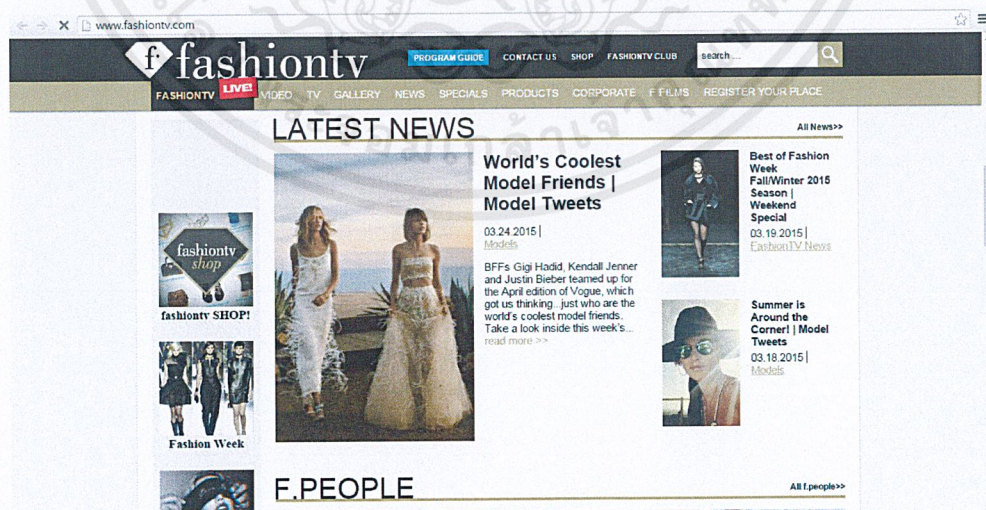 www.fashiontv.com
f.
fashiontv
PROGRAM GUIDE CONTACT US SHOP FASHIONTV CLUB search ...
FASHIONTV LIVE! VIDEO TV GALLERY NEWS SPECIALS PRODUCTS CORPORATE F FILMS REGISTER YOUR PLACE
LATEST NEWS
All News>>
World's Coolest
Model Friends |
Model Tweets
03.24.2015 |
Models
BFFs Gigi Hadid, Kendall Jenner
and Justin Bieber teamed up for
the April edition of Vogue, which
got us thinking...just who are the
world's coolest model friends.
Take a look inside this week's...
read more >>
Best of Fashion
Week
Fall/Winter 2015
Season |
Weekend
Special
03.19.2015 |
FashionTV News
Summer is
Around the
Corner! | Model
Tweets
03.18.2015 |
Models
fashiontv
shop
fashiontv SHOP!
Fashion Week
F.PEOPLE
All f.people>>